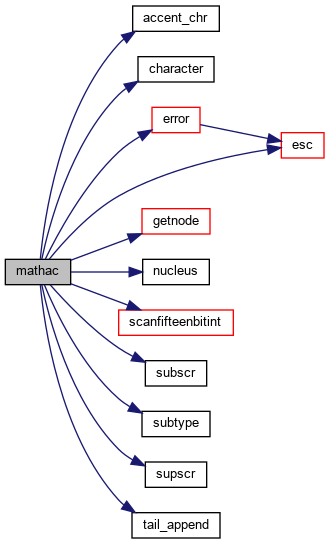 accent_chr
character
error
esc
getnode
mathac
nucleus
scanfifteenbitint
subscr
subtype
supscr
tail_append